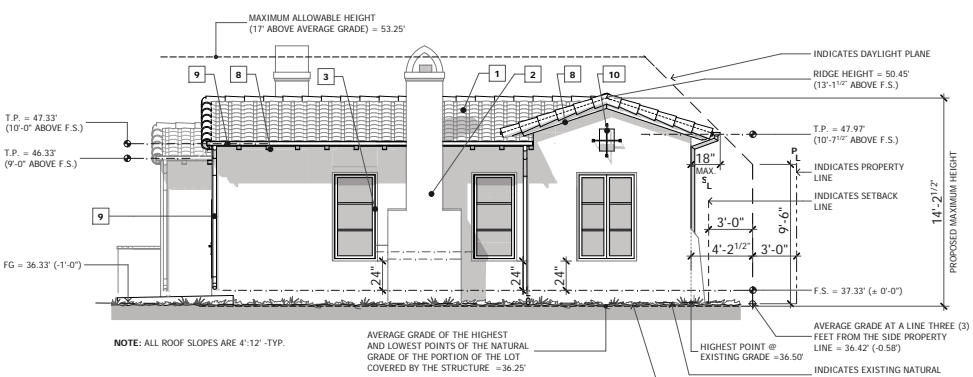 MAXIMUM ALLOWABLE HEIGHT
(17' ABOVE AVERAGE GRADE) = 53.25'
INDICATES DAYLIGHT PLANE
RIDGE HEIGHT = 50.45'
(13'-1 1/2" ABOVE F.S.)
9
8
3
1
2
8
10
T.P. = 47.33'
(10'-0" ABOVE F.S.)
T.P. = 46.33'
(9'-0" ABOVE F.S.)
T.P. = 47.97'
(10'-7 1/2" ABOVE F.S.)
18"
MAX.
SL
PL
INDICATES PROPERTY
LINE
INDICATES SETBACK
LINE
9
3'-0"
9'-6"
4'-2 1/2"
3'-0"
14'-2 1/2"
PROPOSED MAXIMUM HEIGHT
FG = 36.33' (-1'-0")
24"
24"
24"
F.S. = 37.33' (± 0'-0")
NOTE: ALL ROOF SLOPES ARE 4':12' -TYP.
AVERAGE GRADE OF THE HIGHEST
AND LOWEST POINTS OF THE NATURAL
GRADE OF THE PORTION OF THE LOT
COVERED BY THE STRUCTURE =36.25'
HIGHEST POINT @
EXISTING GRADE =36.50'
AVERAGE GRADE AT A LINE THREE (3)
FEET FROM THE SIDE PROPERTY
LINE = 36.42' (-0.58')
INDICATES EXISTING NATURAL